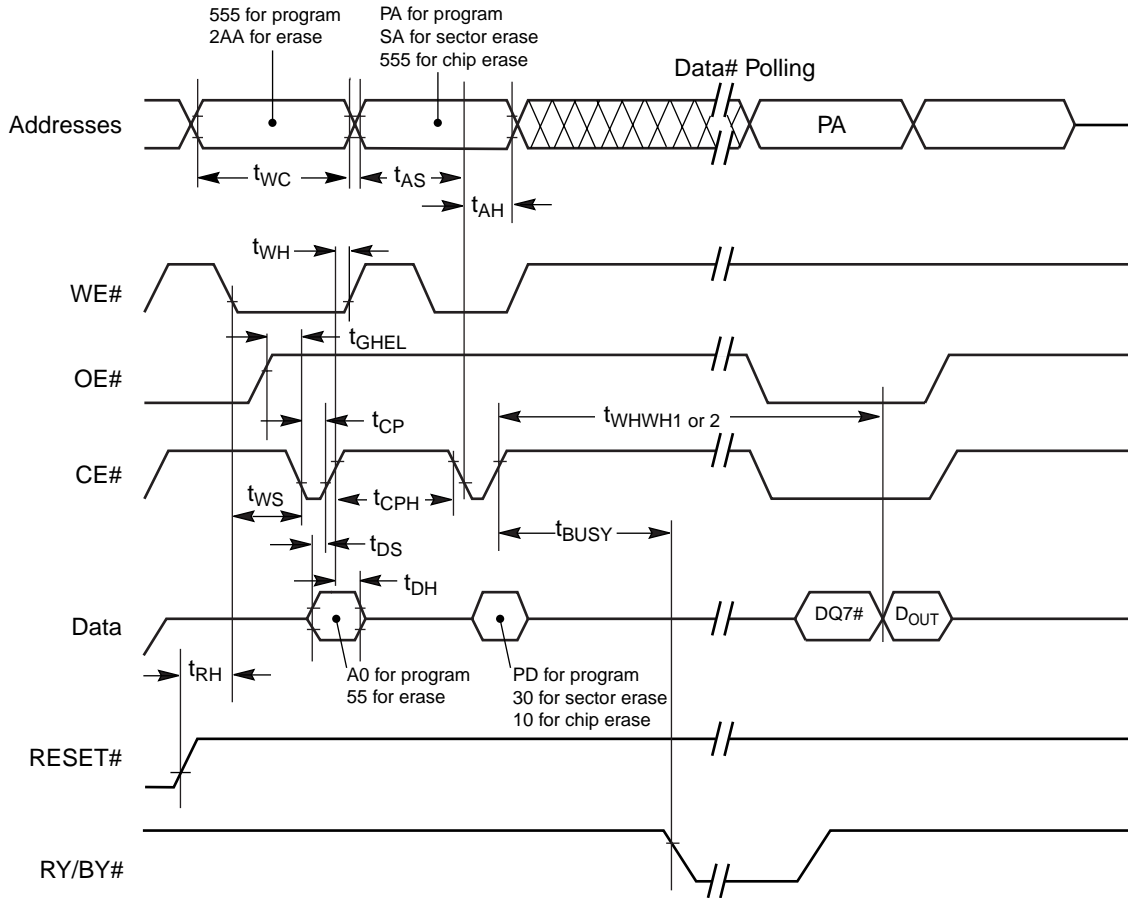 555 for program
2AA for erase
PA for program
SA for sector erase
555 for chip erase
Data# Polling
Addresses
PA
tWC
tAS
tAH
tWH
WE#
tGHEL
OE#
tWHWH1 or 2
tCP
CE#
tWS
tCPH
tBUSY
tDS
tDH
Data
DQ7#
DOUT
tRH
A0 for program
55 for erase
PD for program
30 for sector erase
10 for chip erase
RESET#
RY/BY#